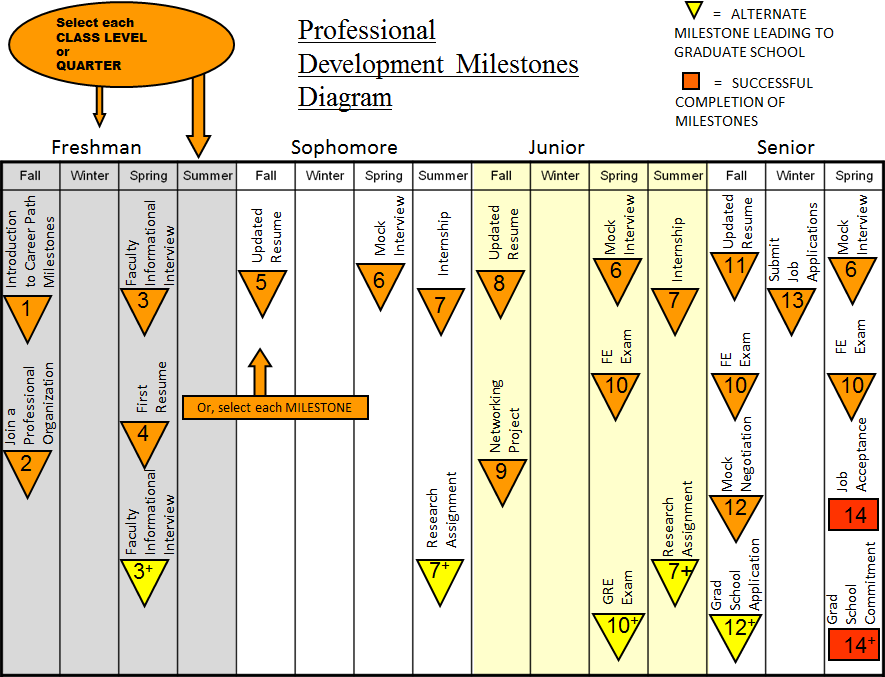 Select each
CLASS LEVEL
or
QUARTER
Professional
Development Milestones
Diagram
= ALTERNATE
MILESTONE LEADING TO
GRADUATE SCHOOL
= SUCCESSFUL
COMPLETION OF
MILESTONES
Freshman
Sophomore
Junior
Senior
Fall
Winter
Spring
Summer
Fall
Winter
Spring
Summer
Fall
Winter
Spring
Summer
Fall
Winter
Spring
Introduction
to Career Path
Milestones
1
Join a
Professional
Organization
2
Faculty
Informational
Interview
3
First
Resume
4
Faculty
Informational
Interview
3+
Updated
Resume
5
Or, select each MILESTONE
Mock
Interview
6
Internship
7
Research
Assignment
7+
Updated
Resume
8
Networking
Project
9
Mock
Interview
6
FE
Exam
10
GRE
Exam
10+
Internship
7
Research
Assignment
7+
Updated
Resume
11
FE
Exam
10
Mock
Negotiation
12
Grad
School
Application
12+
Submit
Job
Applications
13
Mock
Interview
6
FE
Exam
10
Job
Acceptance
14
Grad
School
Commitment
14+